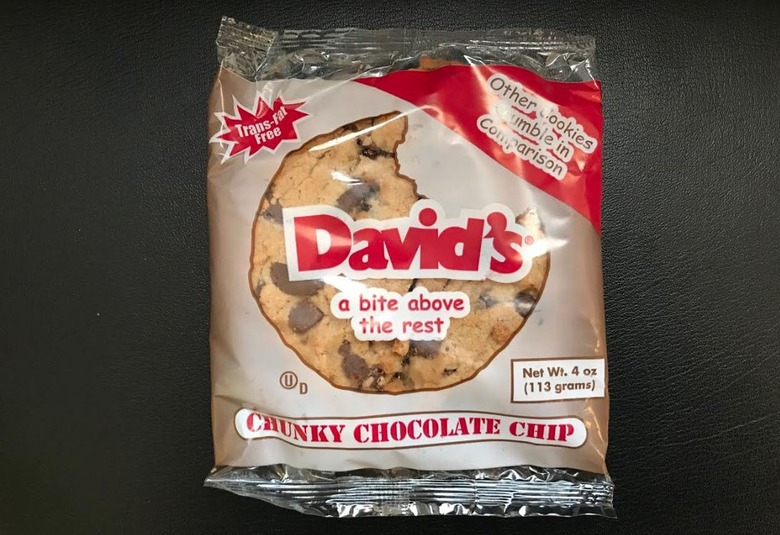 Trans-Fat
Free
Other Cookies
Crumble in
Comparison
David's®
a bite above
the rest
Net Wt. 4 oz
(113 grams)
U D
CHUNKY CHOCOLATE CHIP